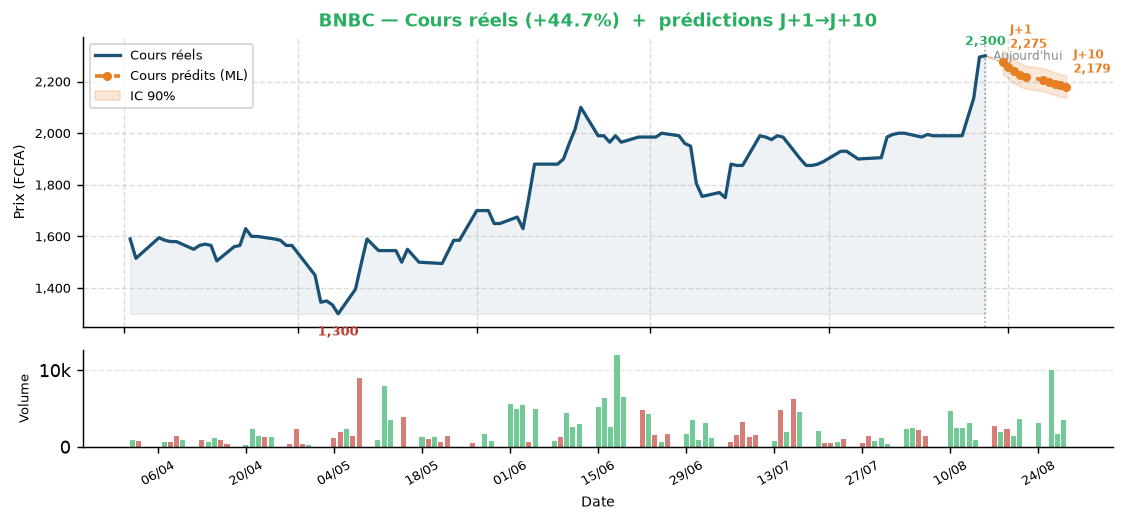 BNBC — Cours réels (+44.7%)  +  prédictions J+1→J+10
Cours réels
Cours prédits (ML)
IC 90%
2,300
J+1
2,275
Aujourd'hui
J+10
2,179
Prix (FCFA)
2,200
2,000
1,800
1,600
1,400
1,300
Volume
10k
0
06/04
20/04
04/05
18/05
01/06
15/06
29/06
13/07
27/07
10/08
24/08
Date